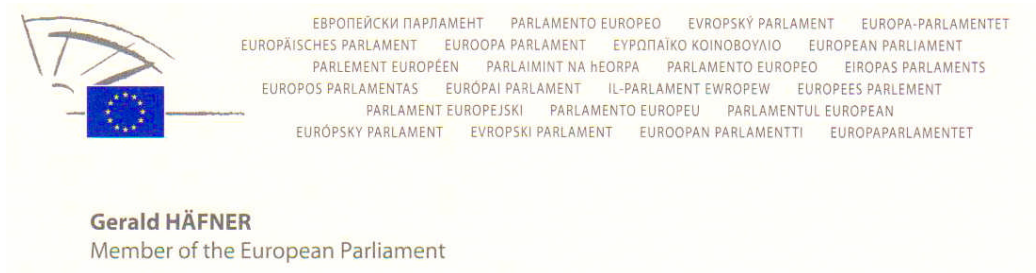 ЕВРОПЕЙСКИ ПАРЛАМЕНТ PARLAMENTO EUROPEO EVROPSKÝ PARLAMENT EUROPA-PARLAMENTET
EUROPÄISCHES PARLAMENT EUROOPA PARLAMENT ΕΥΡΩΠΑΪΚΟ ΚΟΙΝΟΒΟΥΛΙΟ EUROPEAN PARLIAMENT
PARLEMENT EUROPÉEN PARLAIMINT NA hEORPA PARLAMENTO EUROPEO EIROPAS PARLAMENTS
EUROPOS PARLAMENTAS EURÓPAI PARLAMENT IL-PARLAMENT EWROPEW EUROPEES PARLEMENT
PARLAMENT EUROPEJSKI PARLAMENTO EUROPEU PARLAMENTUL EUROPEAN
EURÓPSKY PARLAMENT EVROPSKI PARLAMENT EUROOPAN PARLAMENTTI EUROPAPARLAMENTET
Gerald HÄFNER
Member of the European Parliament